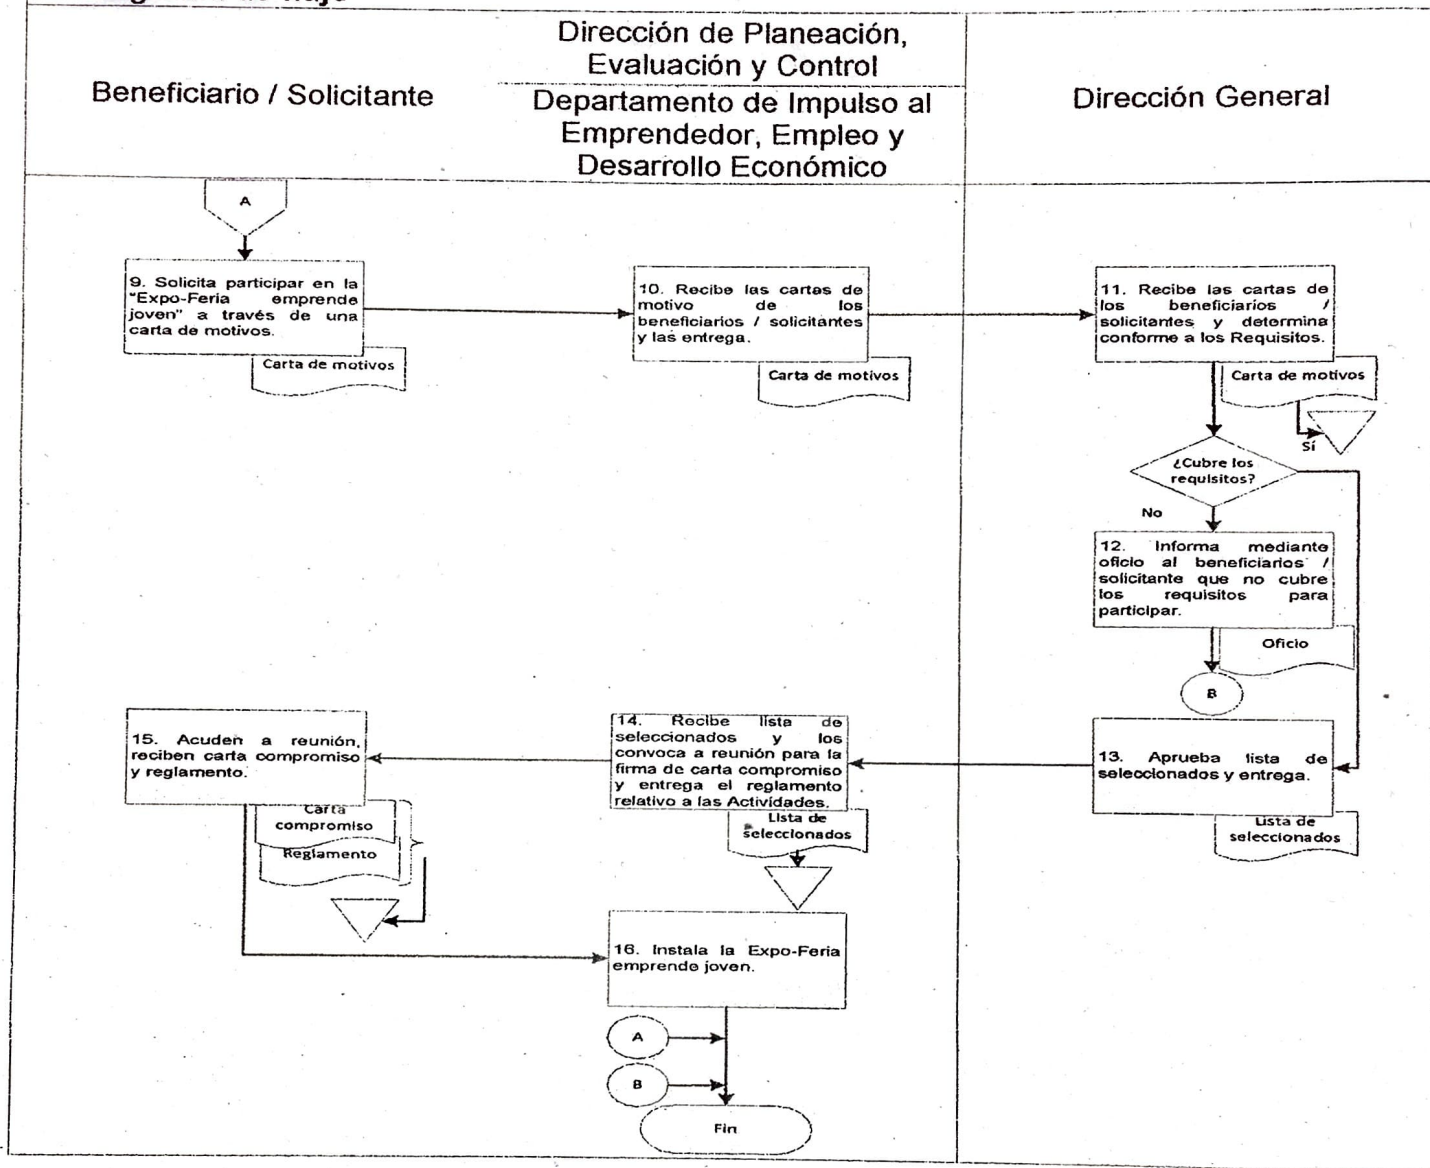 Beneficiario / Solicitante
Dirección de Planeación,
Evaluación y Control
Departamento de Impulso al
Emprendedor, Empleo y
Desarrollo Económico
Dirección General
A
9. Solicita participar en la
"Expo-Feria emprende
joven" a través de una
carta de motivos.
Carta de motivos
10. Recibe las cartas de
motivo de los
beneficiarios / solicitantes
y las entrega.
Carta de motivos
11. Recibe las cartas de
los beneficiarios /
solicitantes y determina
conforme a los Requisitos.
Carta de motivos
Sí
¿Cubre los
requisitos?
No
12. Informa mediante
oficio al beneficiarios /
solicitante que no cubre
los requisitos para
participar.
Oficio
B
13. Aprueba lista de
seleccionados y entrega.
Lista de
seleccionados
14. Recibe lista de
seleccionados y los
convoca a reunión para la
firma de carta compromiso
y entrega el reglamento
relativo a las Actividades.
Lista de
seleccionados
15. Acuden a reunión,
reciben carta compromiso
y reglamento.
Carta
compromiso
Reglamento
16. Instala la Expo-Feria
emprende joven.
A
B
Fin